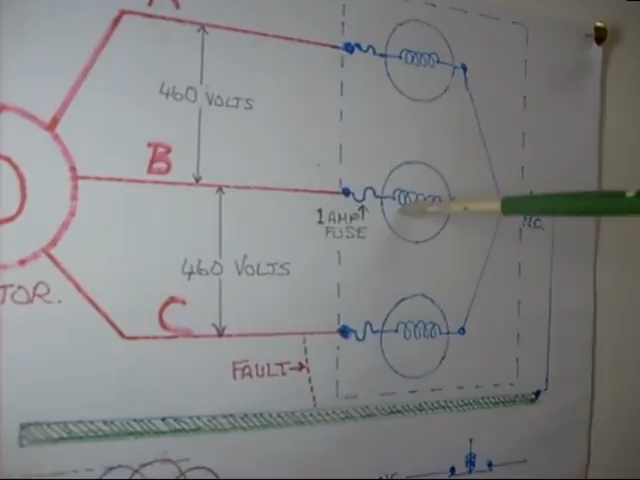 A
460 VOLTS
B
1 AMP
FUSE
460 VOLTS
TOR.
C
FAULT